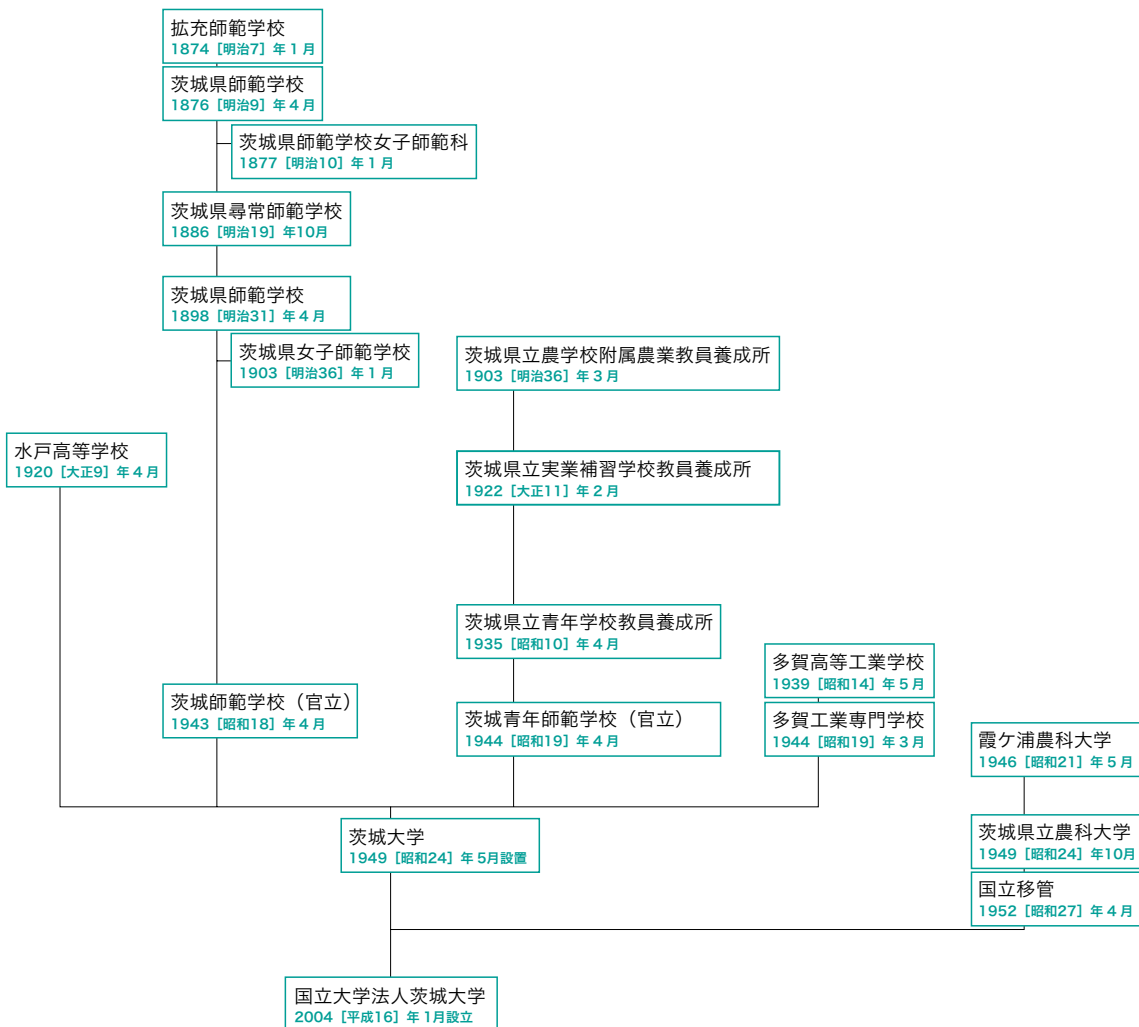 拡充師範学校
1874［明治7］年1月
茨城県師範学校
1876［明治9］年4月
茨城県師範学校女子師範科
1877［明治10］年1月
茨城県尋常師範学校
1886［明治19］年10月
茨城県師範学校
1898［明治31］年4月
茨城県女子師範学校
1903［明治36］年1月
茨城県立農学校附属農業教員養成所
1903［明治36］年3月
水戸高等学校
1920［大正9］年4月
茨城県立実業補習学校教員養成所
1922［大正11］年2月
茨城県立青年学校教員養成所
1935［昭和10］年4月
多賀高等工業学校
1939［昭和14］年5月
茨城師範学校（官立）
1943［昭和18］年4月
茨城青年師範学校（官立）
1944［昭和19］年4月
多賀工業専門学校
1944［昭和19］年3月
霞ケ浦農科大学
1946［昭和21］年5月
茨城大学
1949［昭和24］年5月設置
茨城県立農科大学
1949［昭和24］年10月
国立移管
1952［昭和27］年4月
国立大学法人茨城大学
2004［平成16］年1月設立